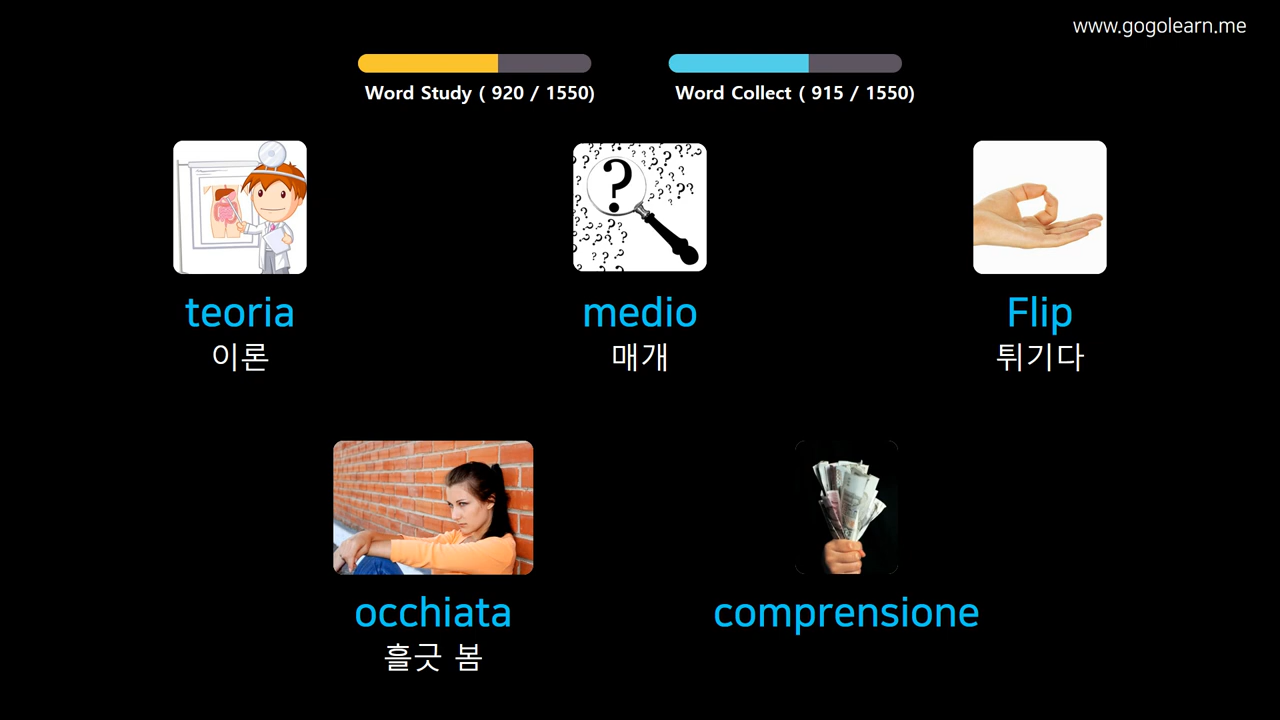 www.gogolearn.me
Word Study ( 920 / 1550)
Word Collect ( 915 / 1550)
teoria
이론
medio
매개
Flip
튀기다
occhiata
흘긋 봄
comprensione